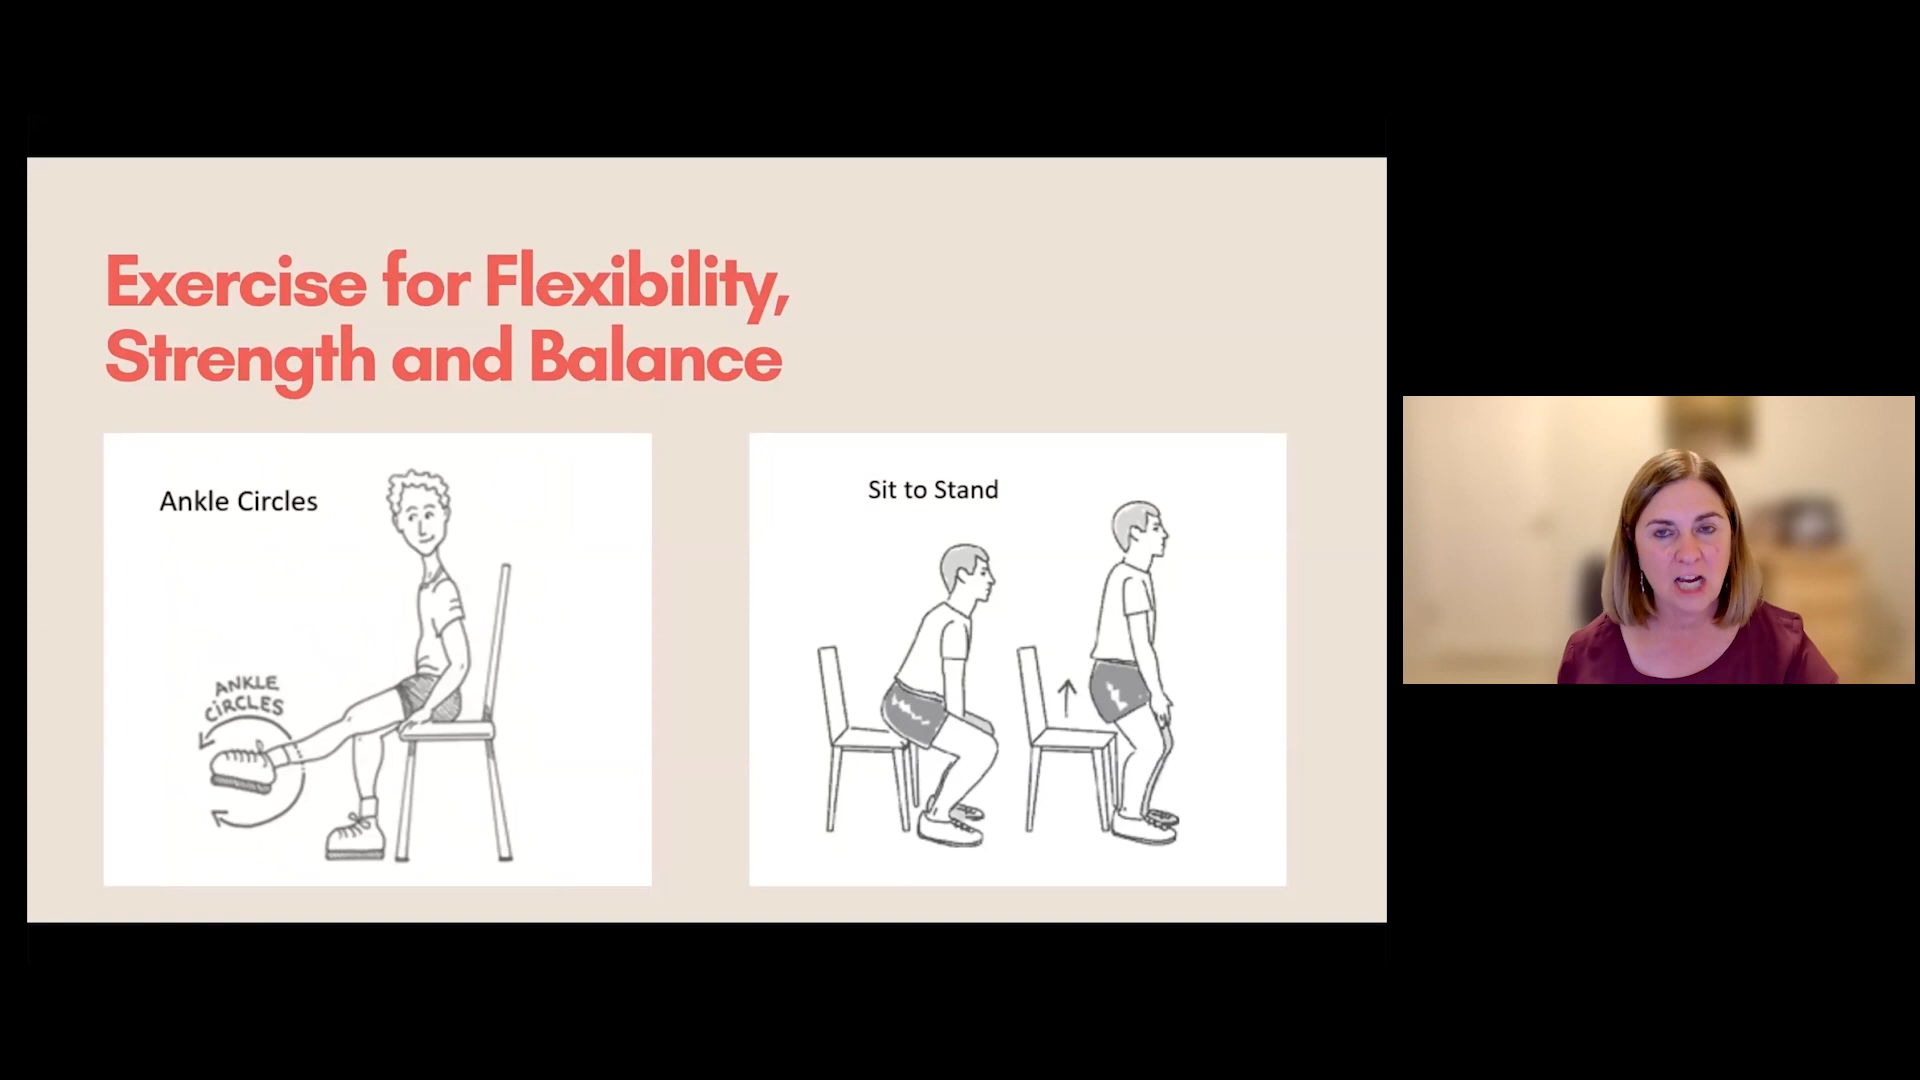 Exercise for Flexibility,
Strength and Balance
Ankle Circles
ANKLE
CiRCLES
Sit to Stand